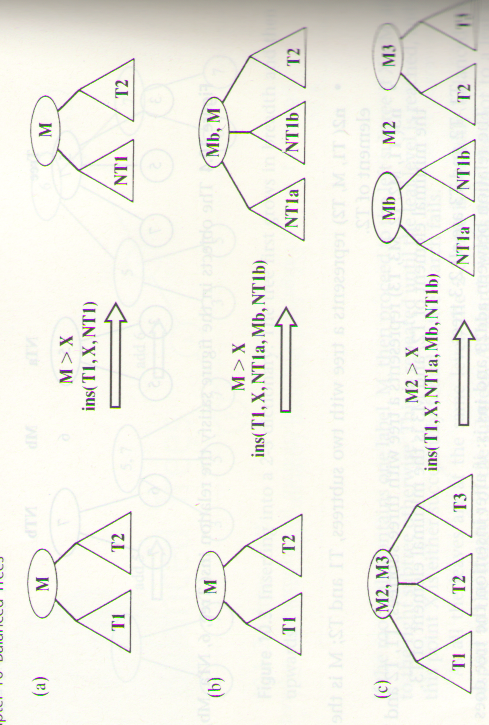 Chapter 10 Balanced Trees
(a)
M
T1
T2
M > X
ins(T1,X,NT1)
M
NT1
T2
(b)
M
T1
T2
M > X
ins(T1,X,NT1a,Mb,NT1b)
Mb, M
NT1a
NT1b
T2
(c)
M2, M3
T1
T2
T3
M2 > X
ins(T1,X,NT1a,Mb,NT1b)
Mb
NT1a
NT1b
M2
M3
T2
T3